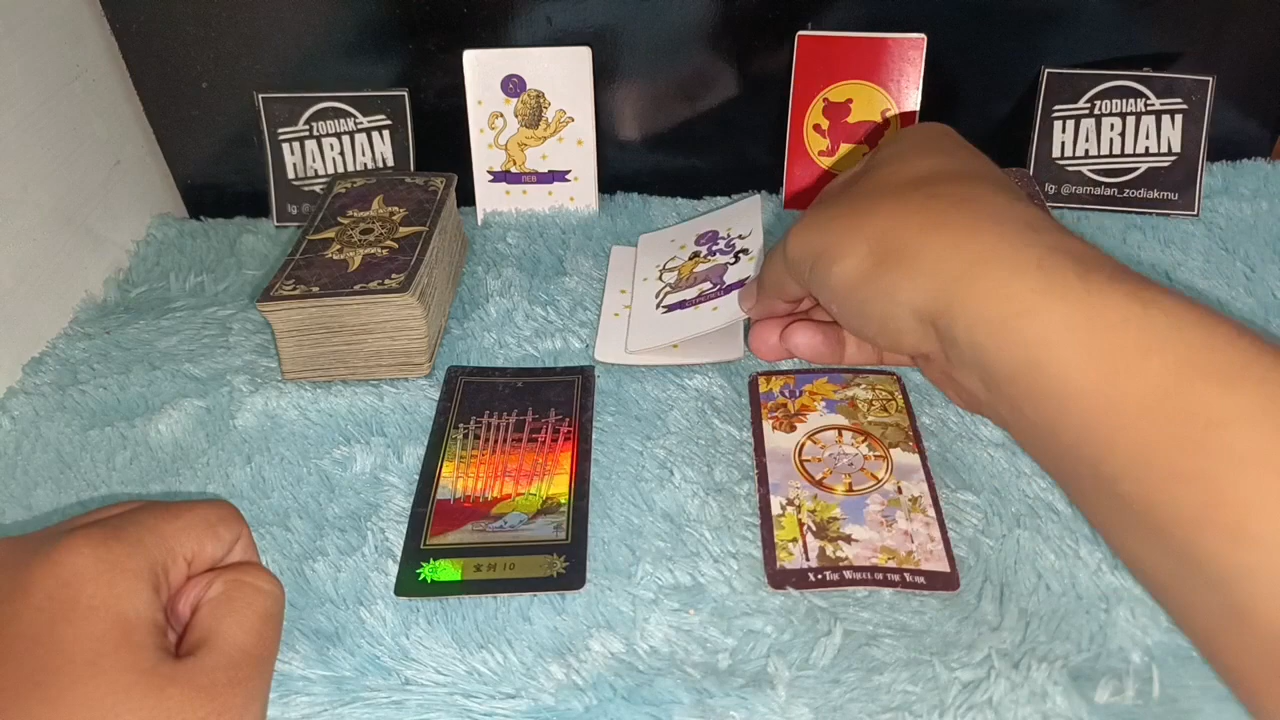 ZODIAK
HARIAN
Ig: @
ЛЕВ
ZODIAK
HARIAN
Ig: @ramalan_zodiakmu
СТРЕЛЕЦ
X
宝剑 10
X • THE WHEEL OF THE YEAR